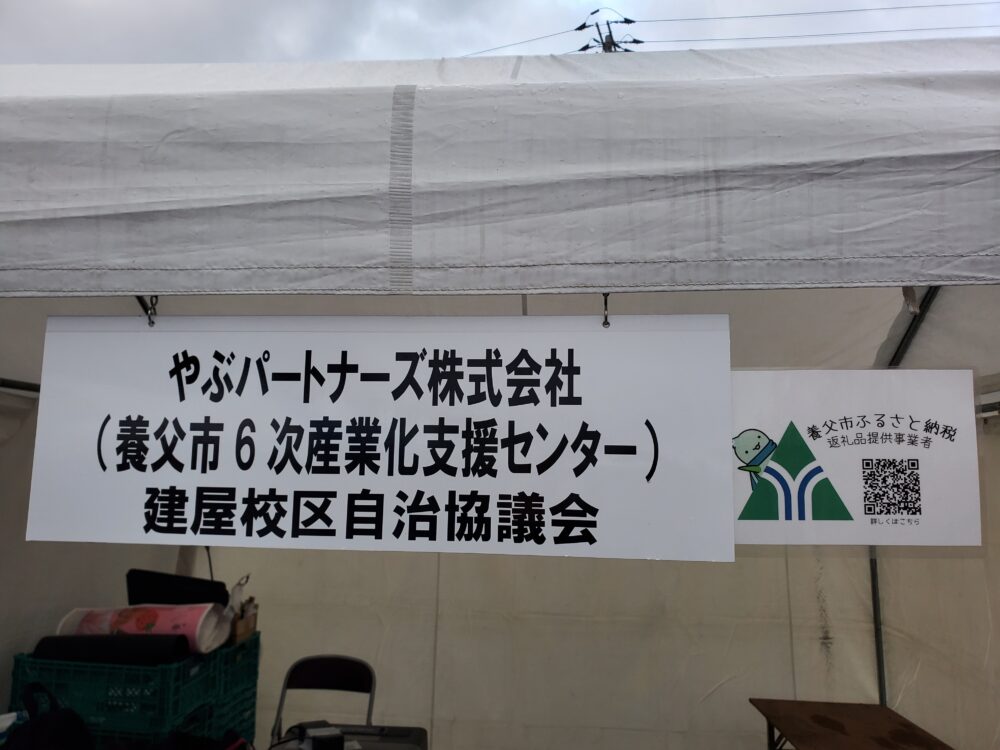 やぶパートナーズ株式会社
（養父市６次産業化支援センター）
建屋校区自治協議会
養父市ふるさと納税
返礼品提供事業者
詳しくはこちら